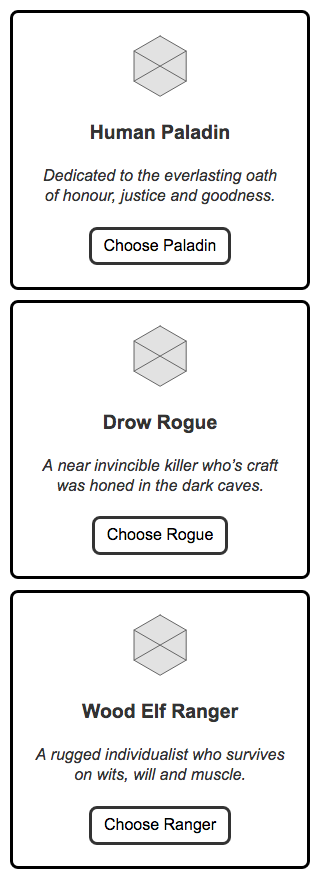 Human Paladin
Dedicated to the everlasting oath
of honour, justice and goodness.
Choose Paladin
Drow Rogue
A near invincible killer who’s craft
was honed in the dark caves.
Choose Rogue
Wood Elf Ranger
A rugged individualist who survives
on wits, will and muscle.
Choose Ranger